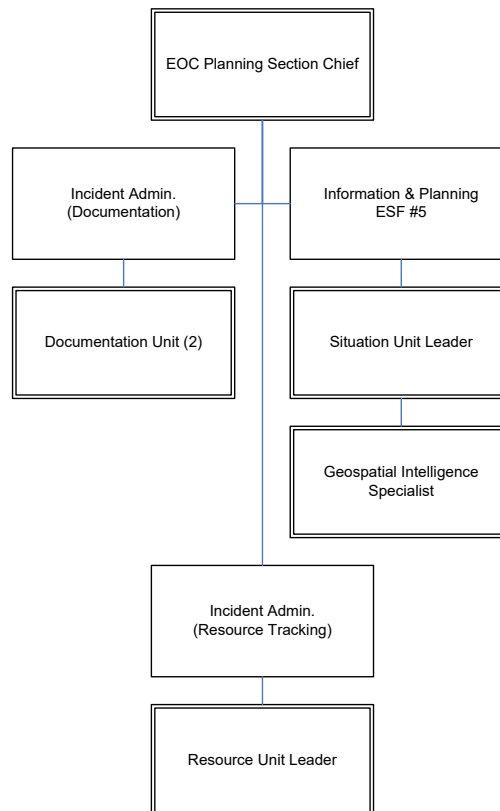 EOC Planning Section Chief
Incident Admin.
(Documentation)
Information & Planning
ESF #5
Documentation Unit (2)
Situation Unit Leader
Geospatial Intelligence
Specialist
Incident Admin.
(Resource Tracking)
Resource Unit Leader